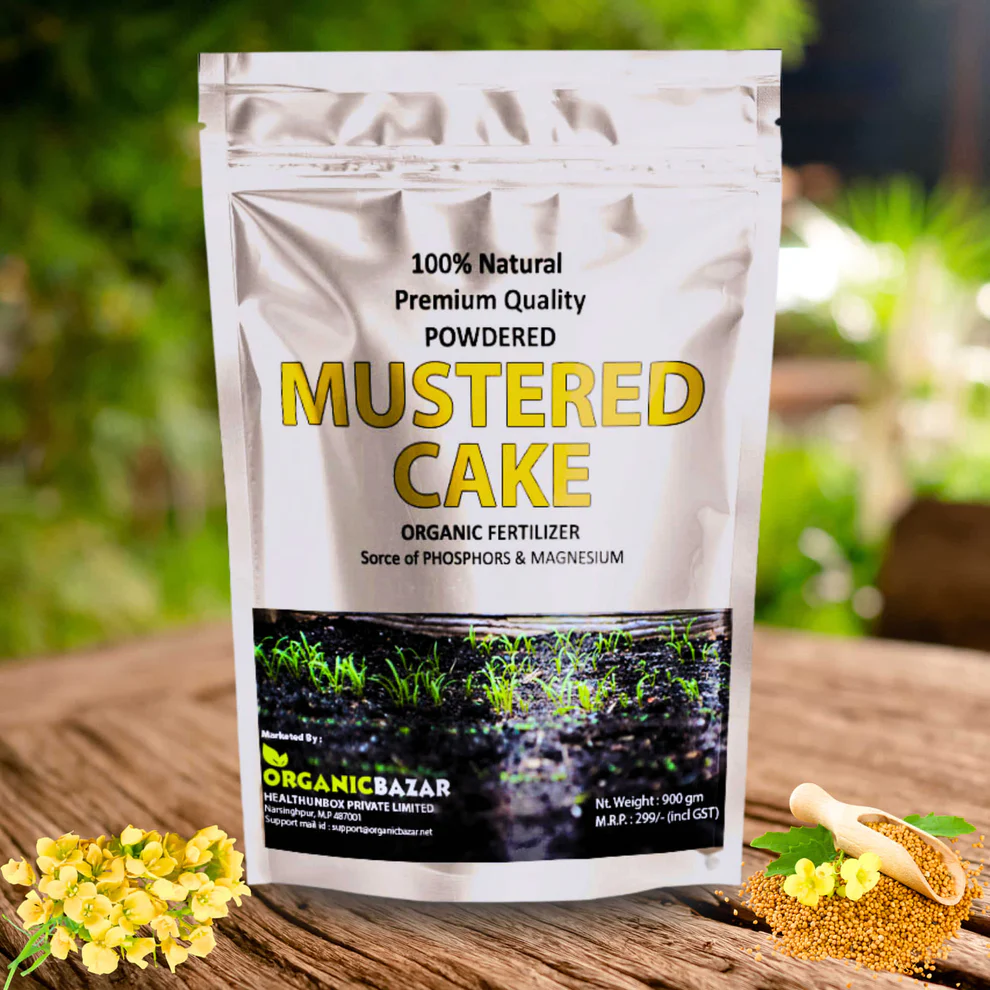 100% Natural
Premium Quality
POWDERED
MUSTERED
CAKE
ORGANIC FERTILIZER
Sorce of PHOSPHORS & MAGNESIUM
Marketed By :
ORGANICBAZAR
HEALTHUNBOX PRIVATE LIMITED
Narsinghpur, M.P 487001
Support mail id : support@organicbazar.net
Nt. Weight : 900 gm
M.R.P. : 299/- (incl GST)